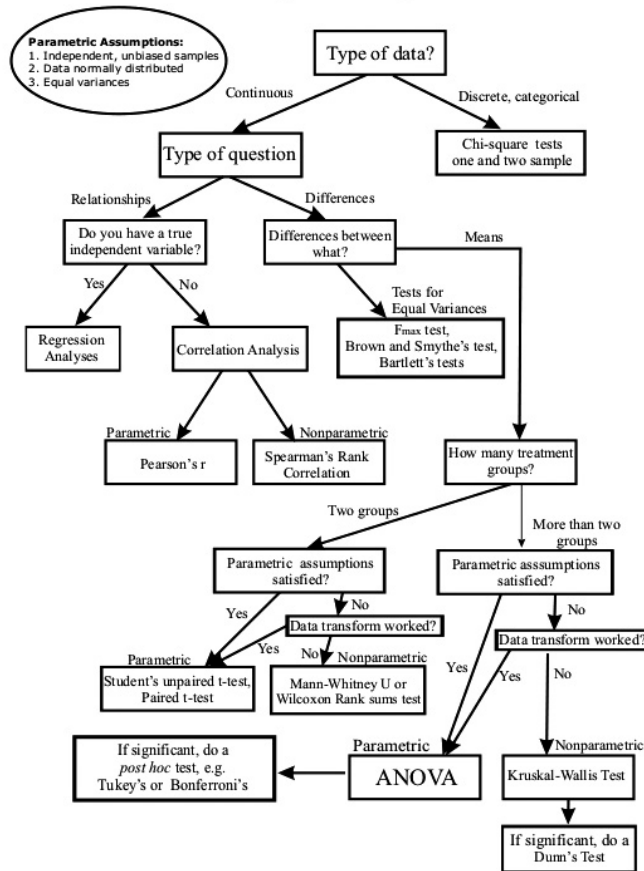 Parametric Assumptions:
1. Independent, unbiased samples
2. Data normally distributed
3. Equal variances
Type of data?
Continuous
Discrete, categorical
Type of question
Chi-square tests
one and two sample
Relationships
Differences
Do you have a true
independent variable?
Differences between
what?
Means
Yes
No
Tests for
Equal Variances
Regression
Analyses
Correlation Analysis
Fmax test,
Brown and Smythe's test,
Bartlett's tests
Parametric
Nonparametric
Pearson's r
Spearman's Rank
Correlation
How many treatment
groups?
Two groups
More than two
groups
Parametric assumptions
satisfied?
Parametric asssumptions
satisfied?
Yes
No
No
Data transform worked?
Data transform worked?
Parametric
Yes
No
Nonparametric
Yes
Yes
No
Student's unpaired t-test,
Paired t-test
Mann-Whitney U or
Wilcoxon Rank sums test
If significant, do a
post hoc test, e.g.
Tukey's or Bonferroni's
Parametric
ANOVA
Nonparametric
Kruskal-Wallis Test
If significant, do a
Dunn's Test